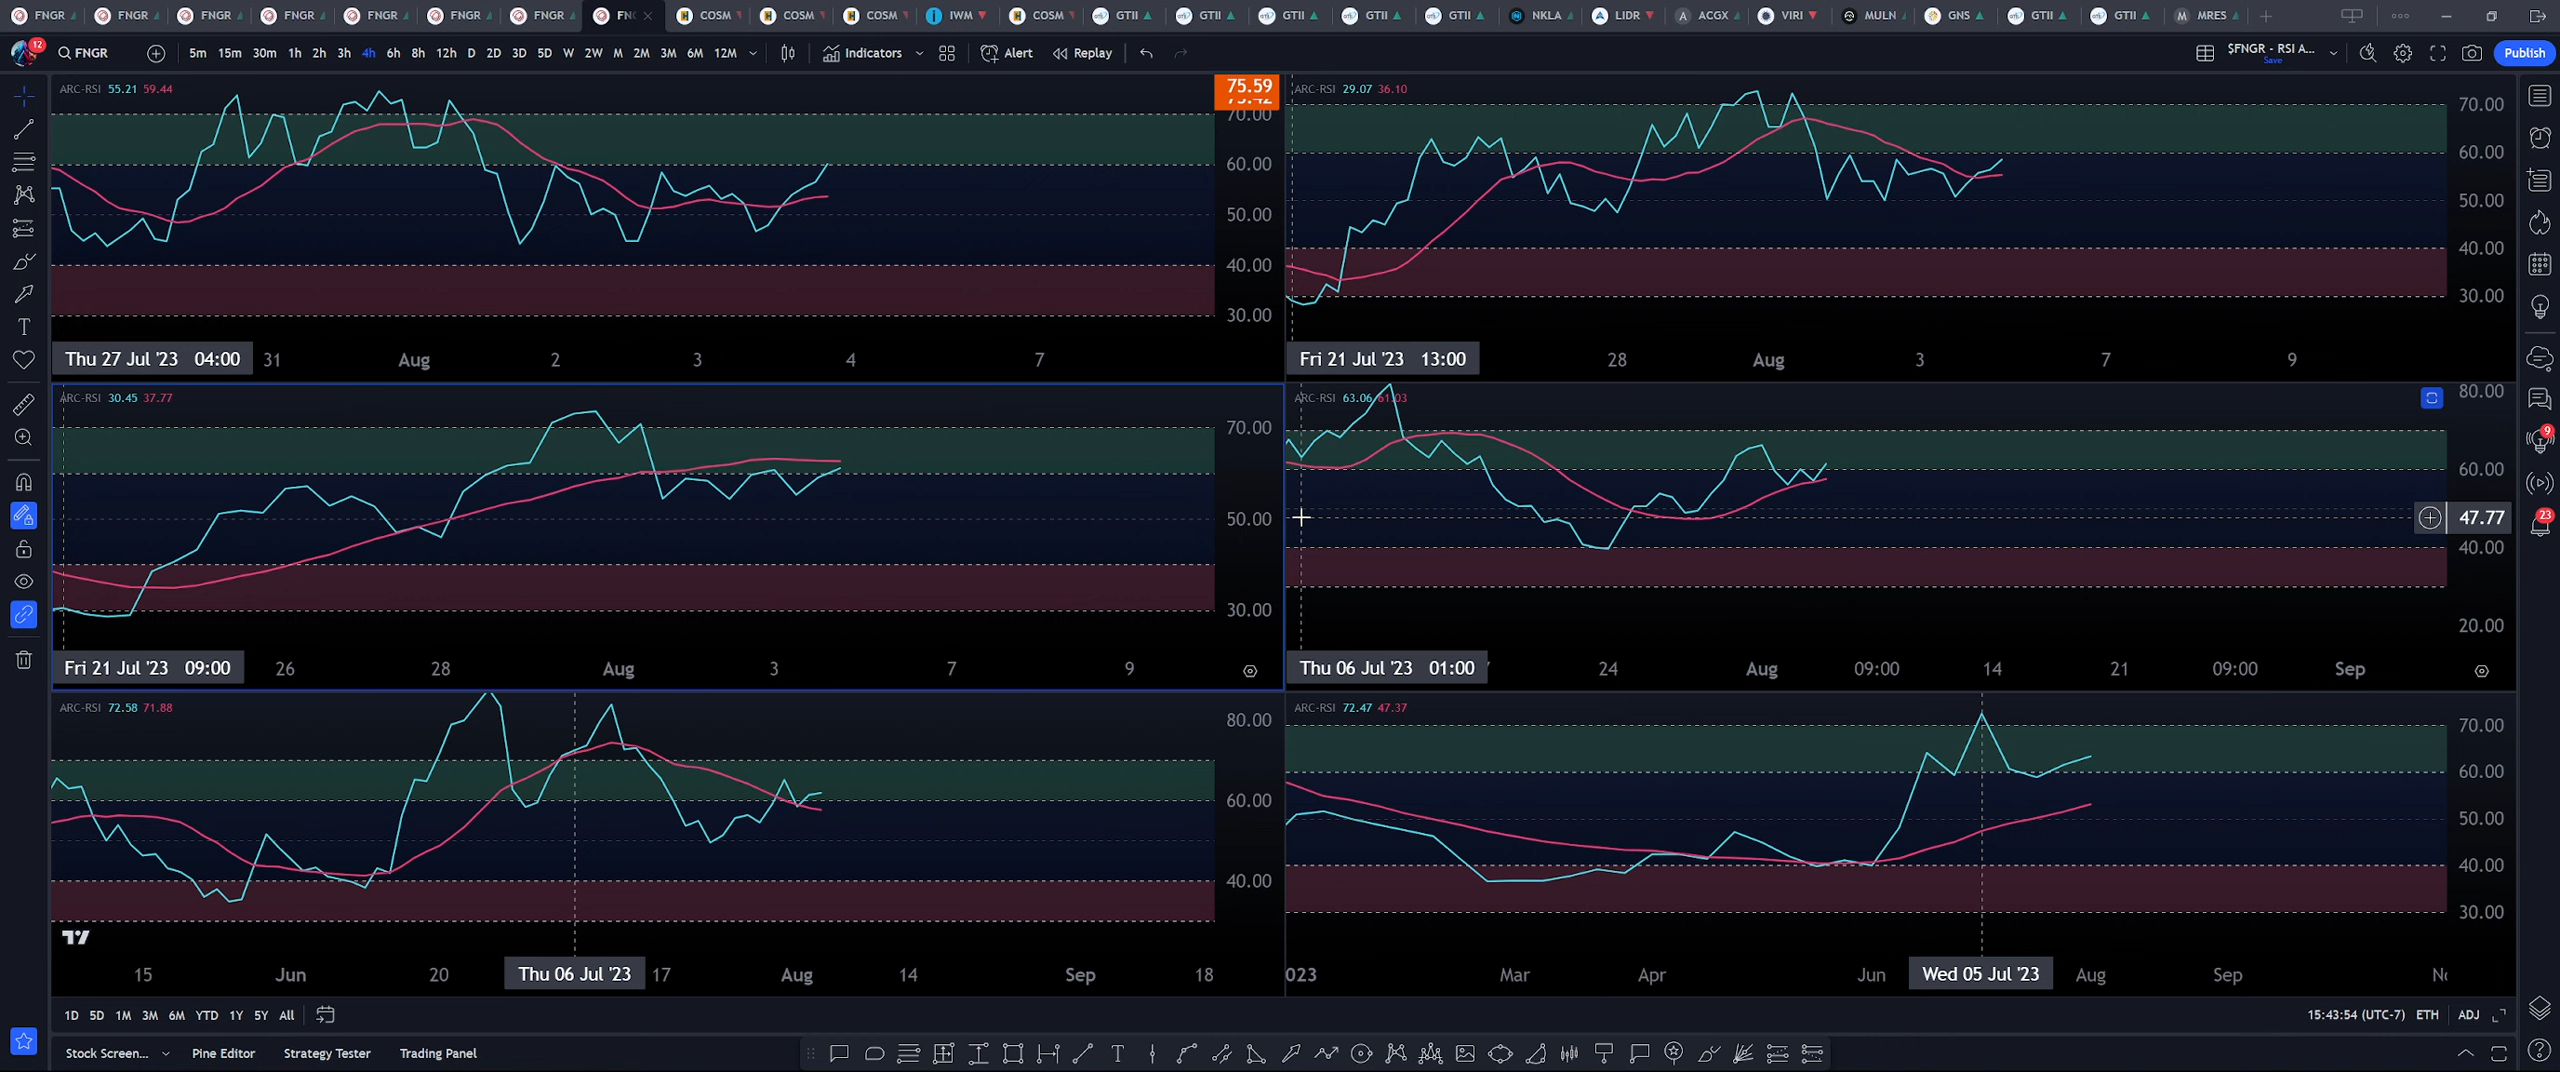 FNGR FNGR FNGR FNGR FNGR FNGR FNGR FN COSM COSM COSM IWM COSM GTII GTII GTII GTII GTII NKLA LIDR ACGX VIRI MULN GNS GTII GTII MRES
12 FNGR 5m 15m 30m 1h 2h 3h 4h 6h 8h 12h D 2D 3D 5D W 2W M 2M 3M 6M 12M Indicators Alert Replay $FNGR - RSI A... Save Publish
ARC-RSI 55.21 59.44
75.59
70.00
60.00
50.00
40.00
30.00
Thu 27 Jul '23 04:00 31 Aug 2 3 4 7
ARC-RSI 29.07 36.10
70.00
60.00
50.00
40.00
30.00
Fri 21 Jul '23 13:00 28 Aug 3 7 9
ARC-RSI 30.45 37.77
70.00
50.00
30.00
Fri 21 Jul '23 09:00 26 28 Aug 3 7 9
ARC-RSI 63.06 61.03
80.00
60.00
47.77
40.00
20.00
Thu 06 Jul '23 01:00 24 Aug 09:00 14 21 09:00 Sep
ARC-RSI 72.58 71.88
80.00
60.00
40.00
15 Jun 20 Thu 06 Jul '23 17 Aug 14 Sep 18
ARC-RSI 72.47 47.37
70.00
60.00
50.00
40.00
30.00
023 Mar Apr Jun Wed 05 Jul '23 Aug Sep
9
23
1D 5D 1M 3M 6M YTD 1Y 5Y All 15:43:54 (UTC-7) ETH ADJ
Stock Screen... Pine Editor Strategy Tester Trading Panel